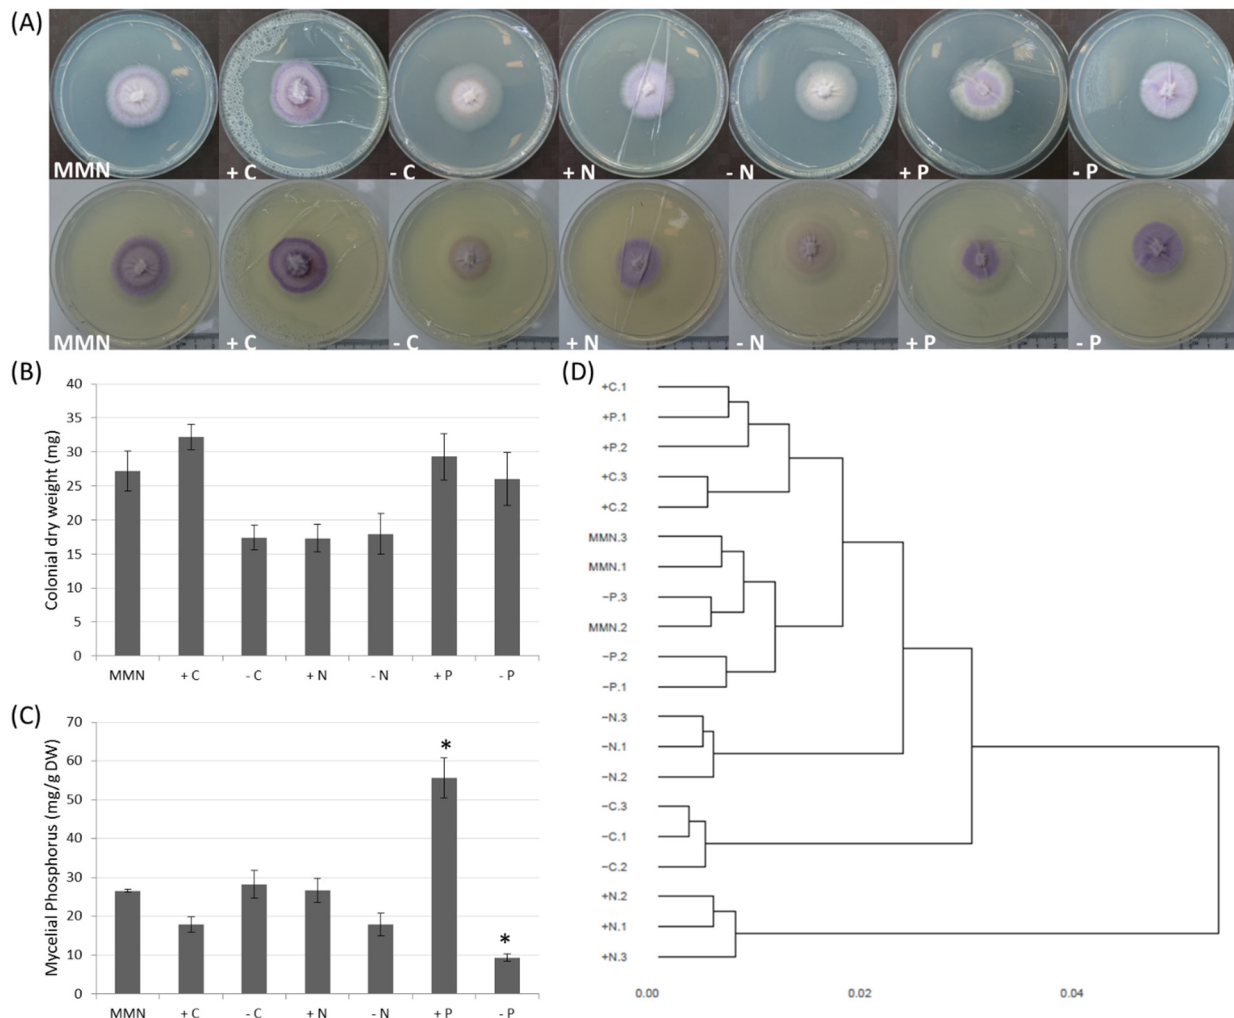 (A)
MMN + C - C + N - N + P - P
MMN + C - C + N - N + P - P
(B)
Colonial dry weight (mg)
40
35
30
25
20
15
10
5
0
MMN + C - C + N - N + P - P
(C)
Mycelial Phosphorus (mg/g DW)
70
60
50
40
30
20
10
0
*
*
MMN + C - C + N - N + P - P
(D)
+C.1
+P.1
+P.2
+C.3
+C.2
MMN.3
MMN.1
−P.3
MMN.2
−P.2
−P.1
−N.3
−N.1
−N.2
−C.3
−C.1
−C.2
+N.2
+N.1
+N.3
0.00 0.02 0.04